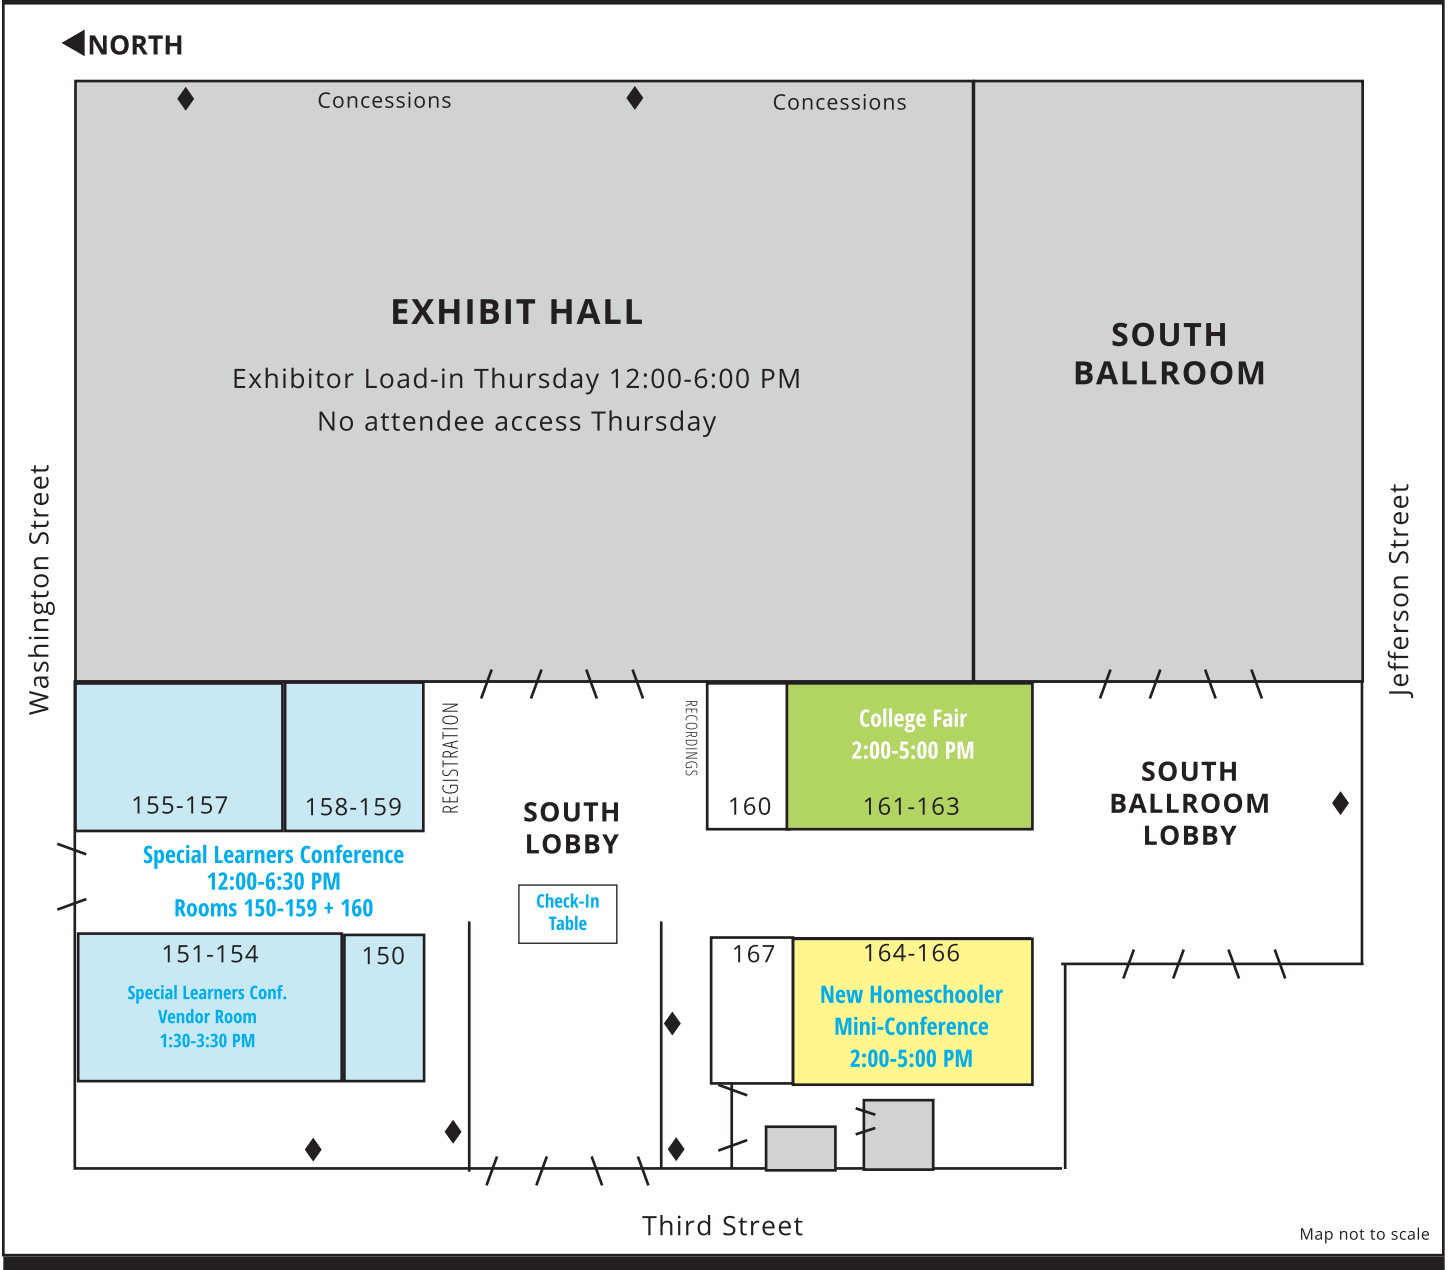 NORTH
Concessions
Concessions
EXHIBIT HALL
Exhibitor Load-in Thursday 12:00-6:00 PM
No attendee access Thursday
SOUTH
BALLROOM
Washington Street
Jefferson Street
155-157
158-159
REGISTRATION
RECORDINGS
160
College Fair
2:00-5:00 PM
161-163
SOUTH
LOBBY
SOUTH
BALLROOM
LOBBY
Special Learners Conference
12:00-6:30 PM
Rooms 150-159 + 160
Check-In
Table
151-154
Special Learners Conf.
Vendor Room
1:30-3:30 PM
150
167
164-166
New Homeschooler
Mini-Conference
2:00-5:00 PM
Third Street
Map not to scale